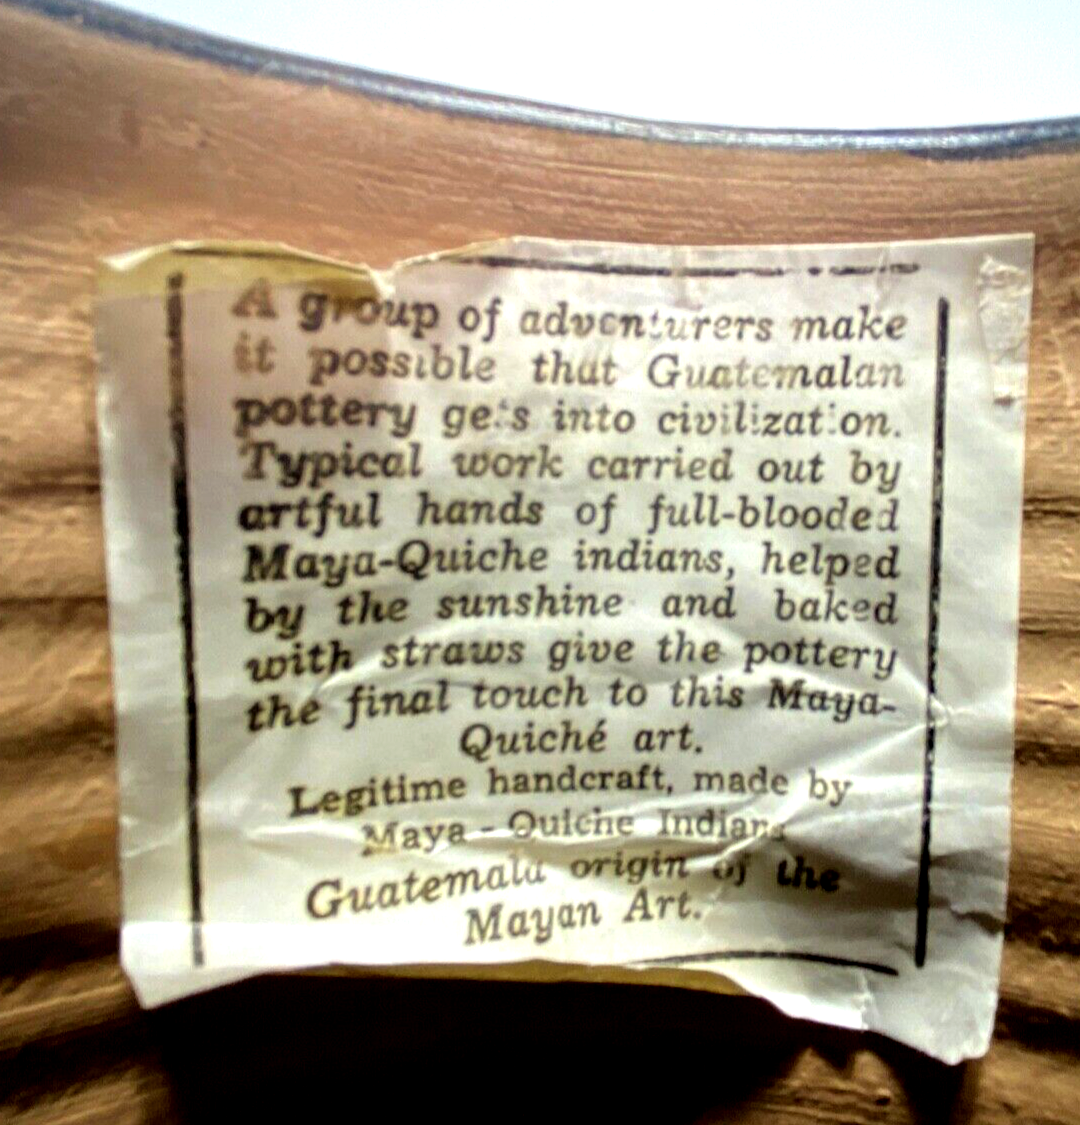 A group of adventurers make
it possible that Guatemalan
pottery gets into civilization.
Typical work carried out by
artful hands of full-blooded
Maya-Quiche indians, helped
by the sunshine and baked
with straws give the pottery
the final touch to this Maya-
Quiché art.
Legitime handcraft, made by
Maya - Quiche Indians
Guatemala origin of the
Mayan Art.